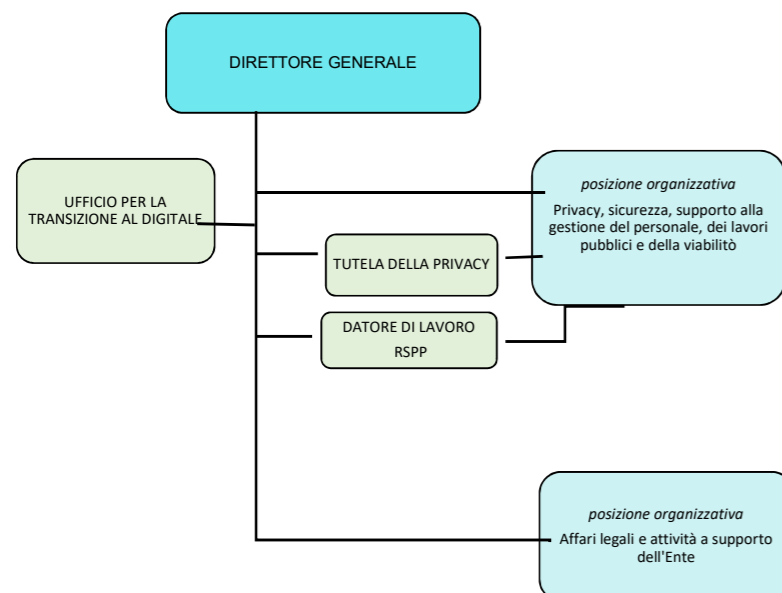 DIRETTORE GENERALE
UFFICIO PER LA
TRANSIZIONE AL DIGITALE
posizione organizzativa
Privacy, sicurezza, supporto alla
gestione del personale, dei lavori
pubblici e della viabilità
TUTELA DELLA PRIVACY
DATORE DI LAVORO
RSPP
posizione organizzativa
Affari legali e attività a supporto
dell'Ente